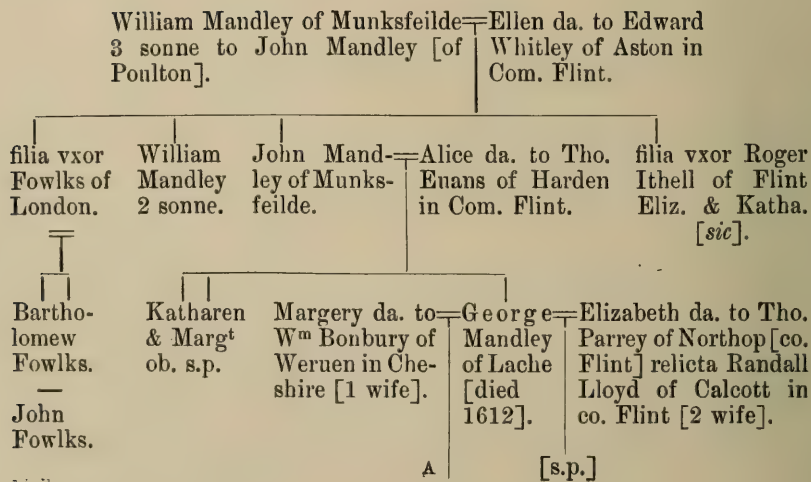 William Mandley of Munksfeilde
3 sonne to John Mandley [of
Poulton].
Ellen da. to Edward
Whitley of Aston in
Com. Flint.
filia vxor
Fowlks of
London.
William
Mandley
2 sonne.
John Mand-
ley of Munks-
feilde.
Alice da. to Tho.
Euans of Harden
in Com. Flint.
filia vxor Roger
Ithell of Flint
Eliz. & Katha.
[sic].
Bartho-
lomew
Fowlks.
—
John
Fowlks.
Katharen
& Margt
ob. s.p.
Margery da. to
Wm Bonbury of
Weruen in Che-
shire [1 wife].
George
Mandley
of Lache
[died
1612].
Elizabeth da. to Tho.
Parrey of Northop [co.
Flint] relicta Randall
Lloyd of Calcott in
co. Flint [2 wife].
A
[s.p.]